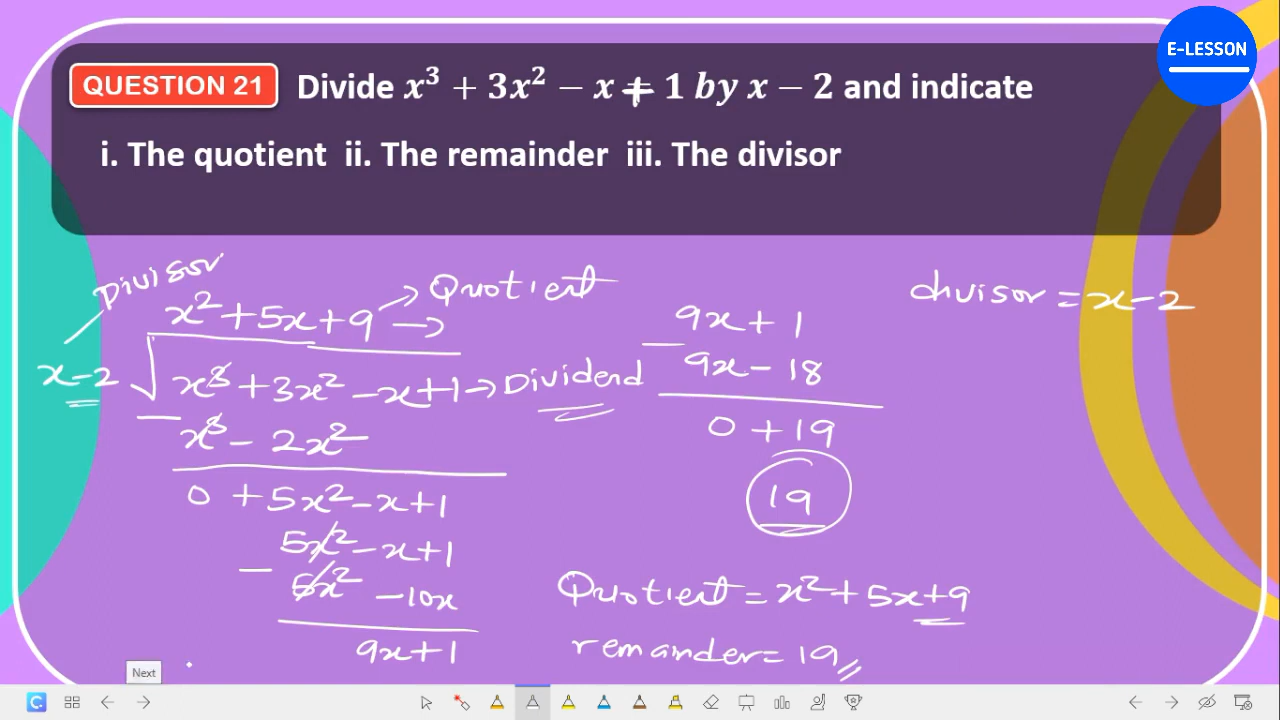 E-LESSON
QUESTION 21 Divide x³ + 3x² − x + 1 by x − 2 and indicate
i. The quotient ii. The remainder iii. The divisor
Divisor
x² + 5x + 9 → Quotient
x − 2 √ x³ + 3x² − x + 1 → Dividend
− x³ − 2x²
0 + 5x² − x + 1
5x² − x + 1
− 5x² − 10x
9x + 1
9x + 1
− 9x − 18
0 + 19
19
Quotient = x² + 5x + 9
remainder = 19
divisor = x − 2
Next